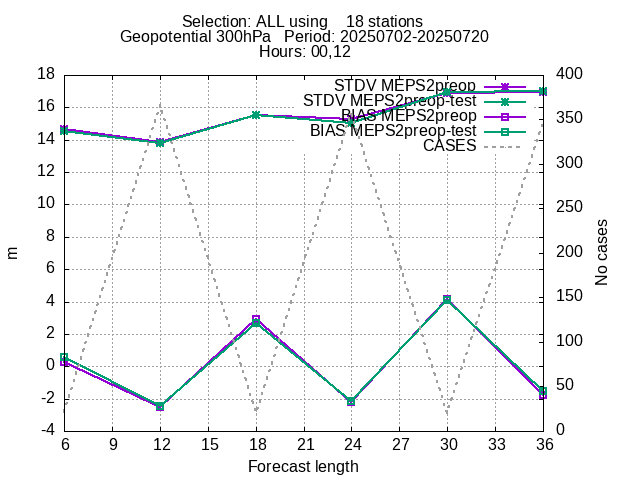 Selection: ALL using    18 stations
Geopotential 300hPa   Period: 20250702-20250720
Hours: 00,12
STDV MEPS2preop
STDV MEPS2preop-test
BIAS MEPS2preop
BIAS MEPS2preop-test
CASES
18
16
14
12
10
8
6
4
2
0
-2
-4
m
400
350
300
250
200
150
100
50
0
No cases
6 9 12 15 18 21 24 27 30 33 36
Forecast length